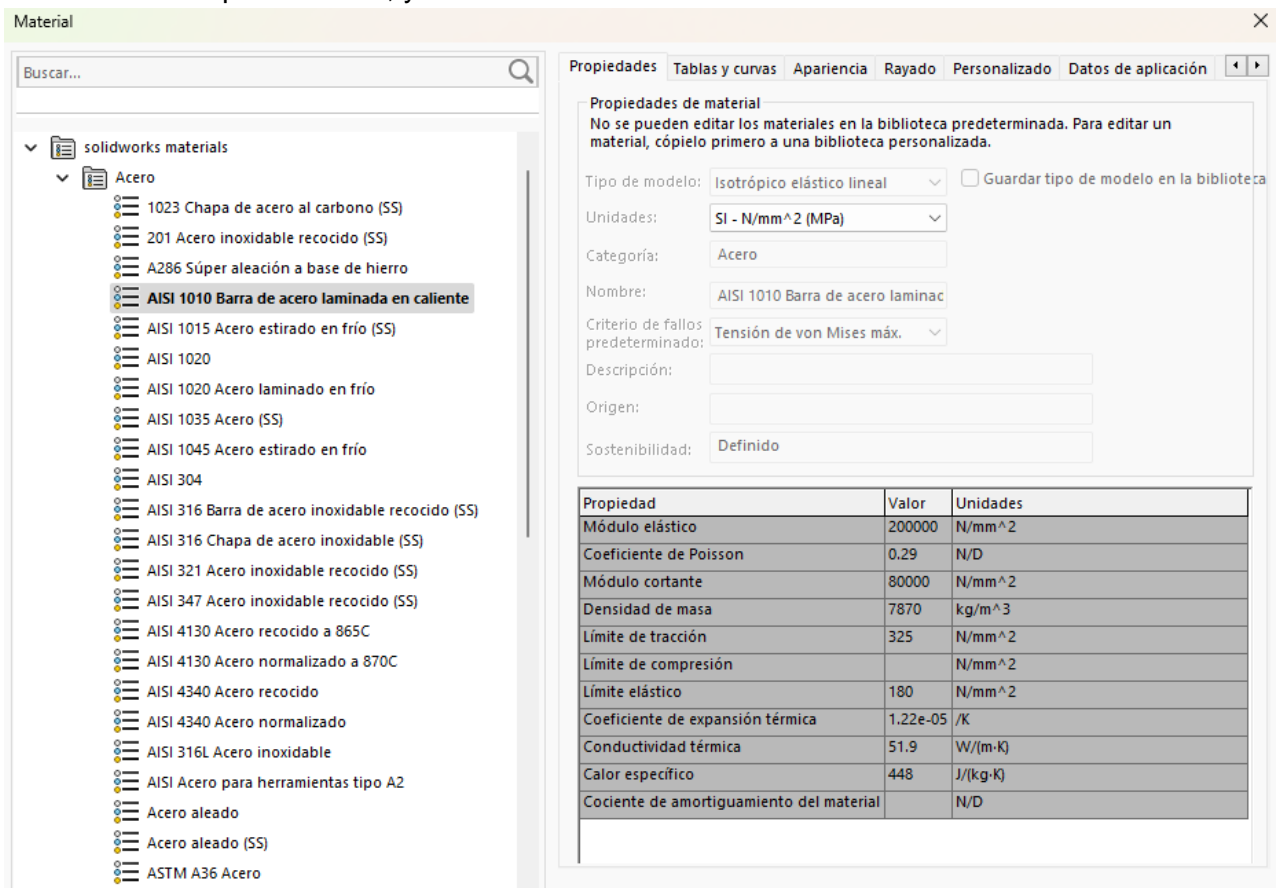 Material
Buscar...
solidworks materials
Acero
1023 Chapa de acero al carbono (SS)
201 Acero inoxidable recocido (SS)
A286 Súper aleación a base de hierro
AISI 1010 Barra de acero laminada en caliente
AISI 1015 Acero estirado en frío (SS)
AISI 1020
AISI 1020 Acero laminado en frío
AISI 1035 Acero (SS)
AISI 1045 Acero estirado en frío
AISI 304
AISI 316 Barra de acero inoxidable recocido (SS)
AISI 316 Chapa de acero inoxidable (SS)
AISI 321 Acero inoxidable recocido (SS)
AISI 347 Acero inoxidable recocido (SS)
AISI 4130 Acero recocido a 865C
AISI 4130 Acero normalizado a 870C
AISI 4340 Acero recocido
AISI 4340 Acero normalizado
AISI 316L Acero inoxidable
AISI Acero para herramientas tipo A2
Acero aleado
Acero aleado (SS)
ASTM A36 Acero
Propiedades Tablas y curvas Apariencia Rayado Personalizado Datos de aplicación
Propiedades de material
No se pueden editar los materiales en la biblioteca predeterminada. Para editar un
material, cópielo primero a una biblioteca personalizada.
Tipo de modelo: Isotrópico elástico lineal Guardar tipo de modelo en la biblioteca
Unidades: SI - N/mm^2 (MPa)
Categoría: Acero
Nombre: AISI 1010 Barra de acero laminac
Criterio de fallos
predeterminado: Tensión de von Mises máx.
Descripción:
Origen:
Sostenibilidad: Definido
Propiedad Valor Unidades
Módulo elástico 200000 N/mm^2
Coeficiente de Poisson 0.29 N/D
Módulo cortante 80000 N/mm^2
Densidad de masa 7870 kg/m^3
Límite de tracción 325 N/mm^2
Límite de compresión N/mm^2
Límite elástico 180 N/mm^2
Coeficiente de expansión térmica 1.22e-05 /K
Conductividad térmica 51.9 W/(m·K)
Calor específico 448 J/(kg·K)
Cociente de amortiguamiento del material N/D